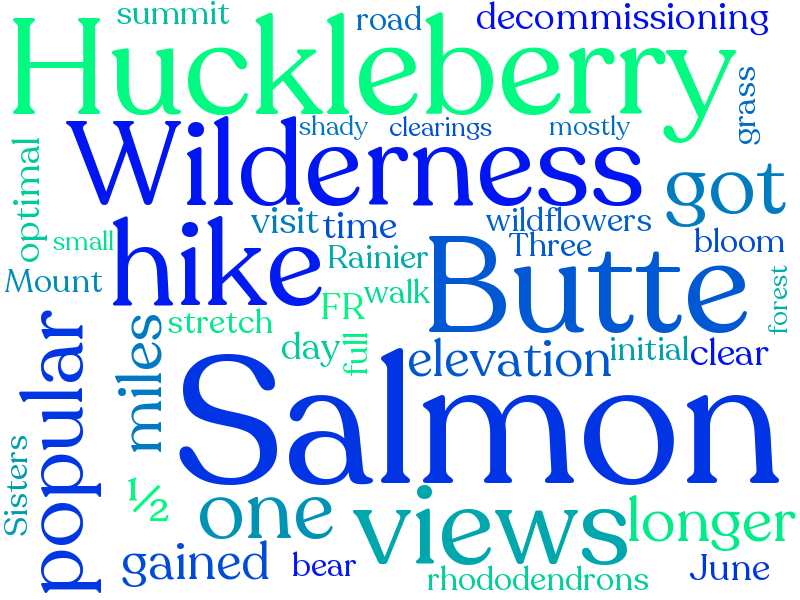 summit road decommissioning
Huckleberry
grass
shady clearings mostly
Wilderness
optimal
got
visit time wildflowers
small hike Rainier Three bloom
Mount
Butte
forest
FR walk
stretch
popular
miles
day full elevation initial clear
Salmon
Sisters
½
one views longer
gained bear June
rhododendrons